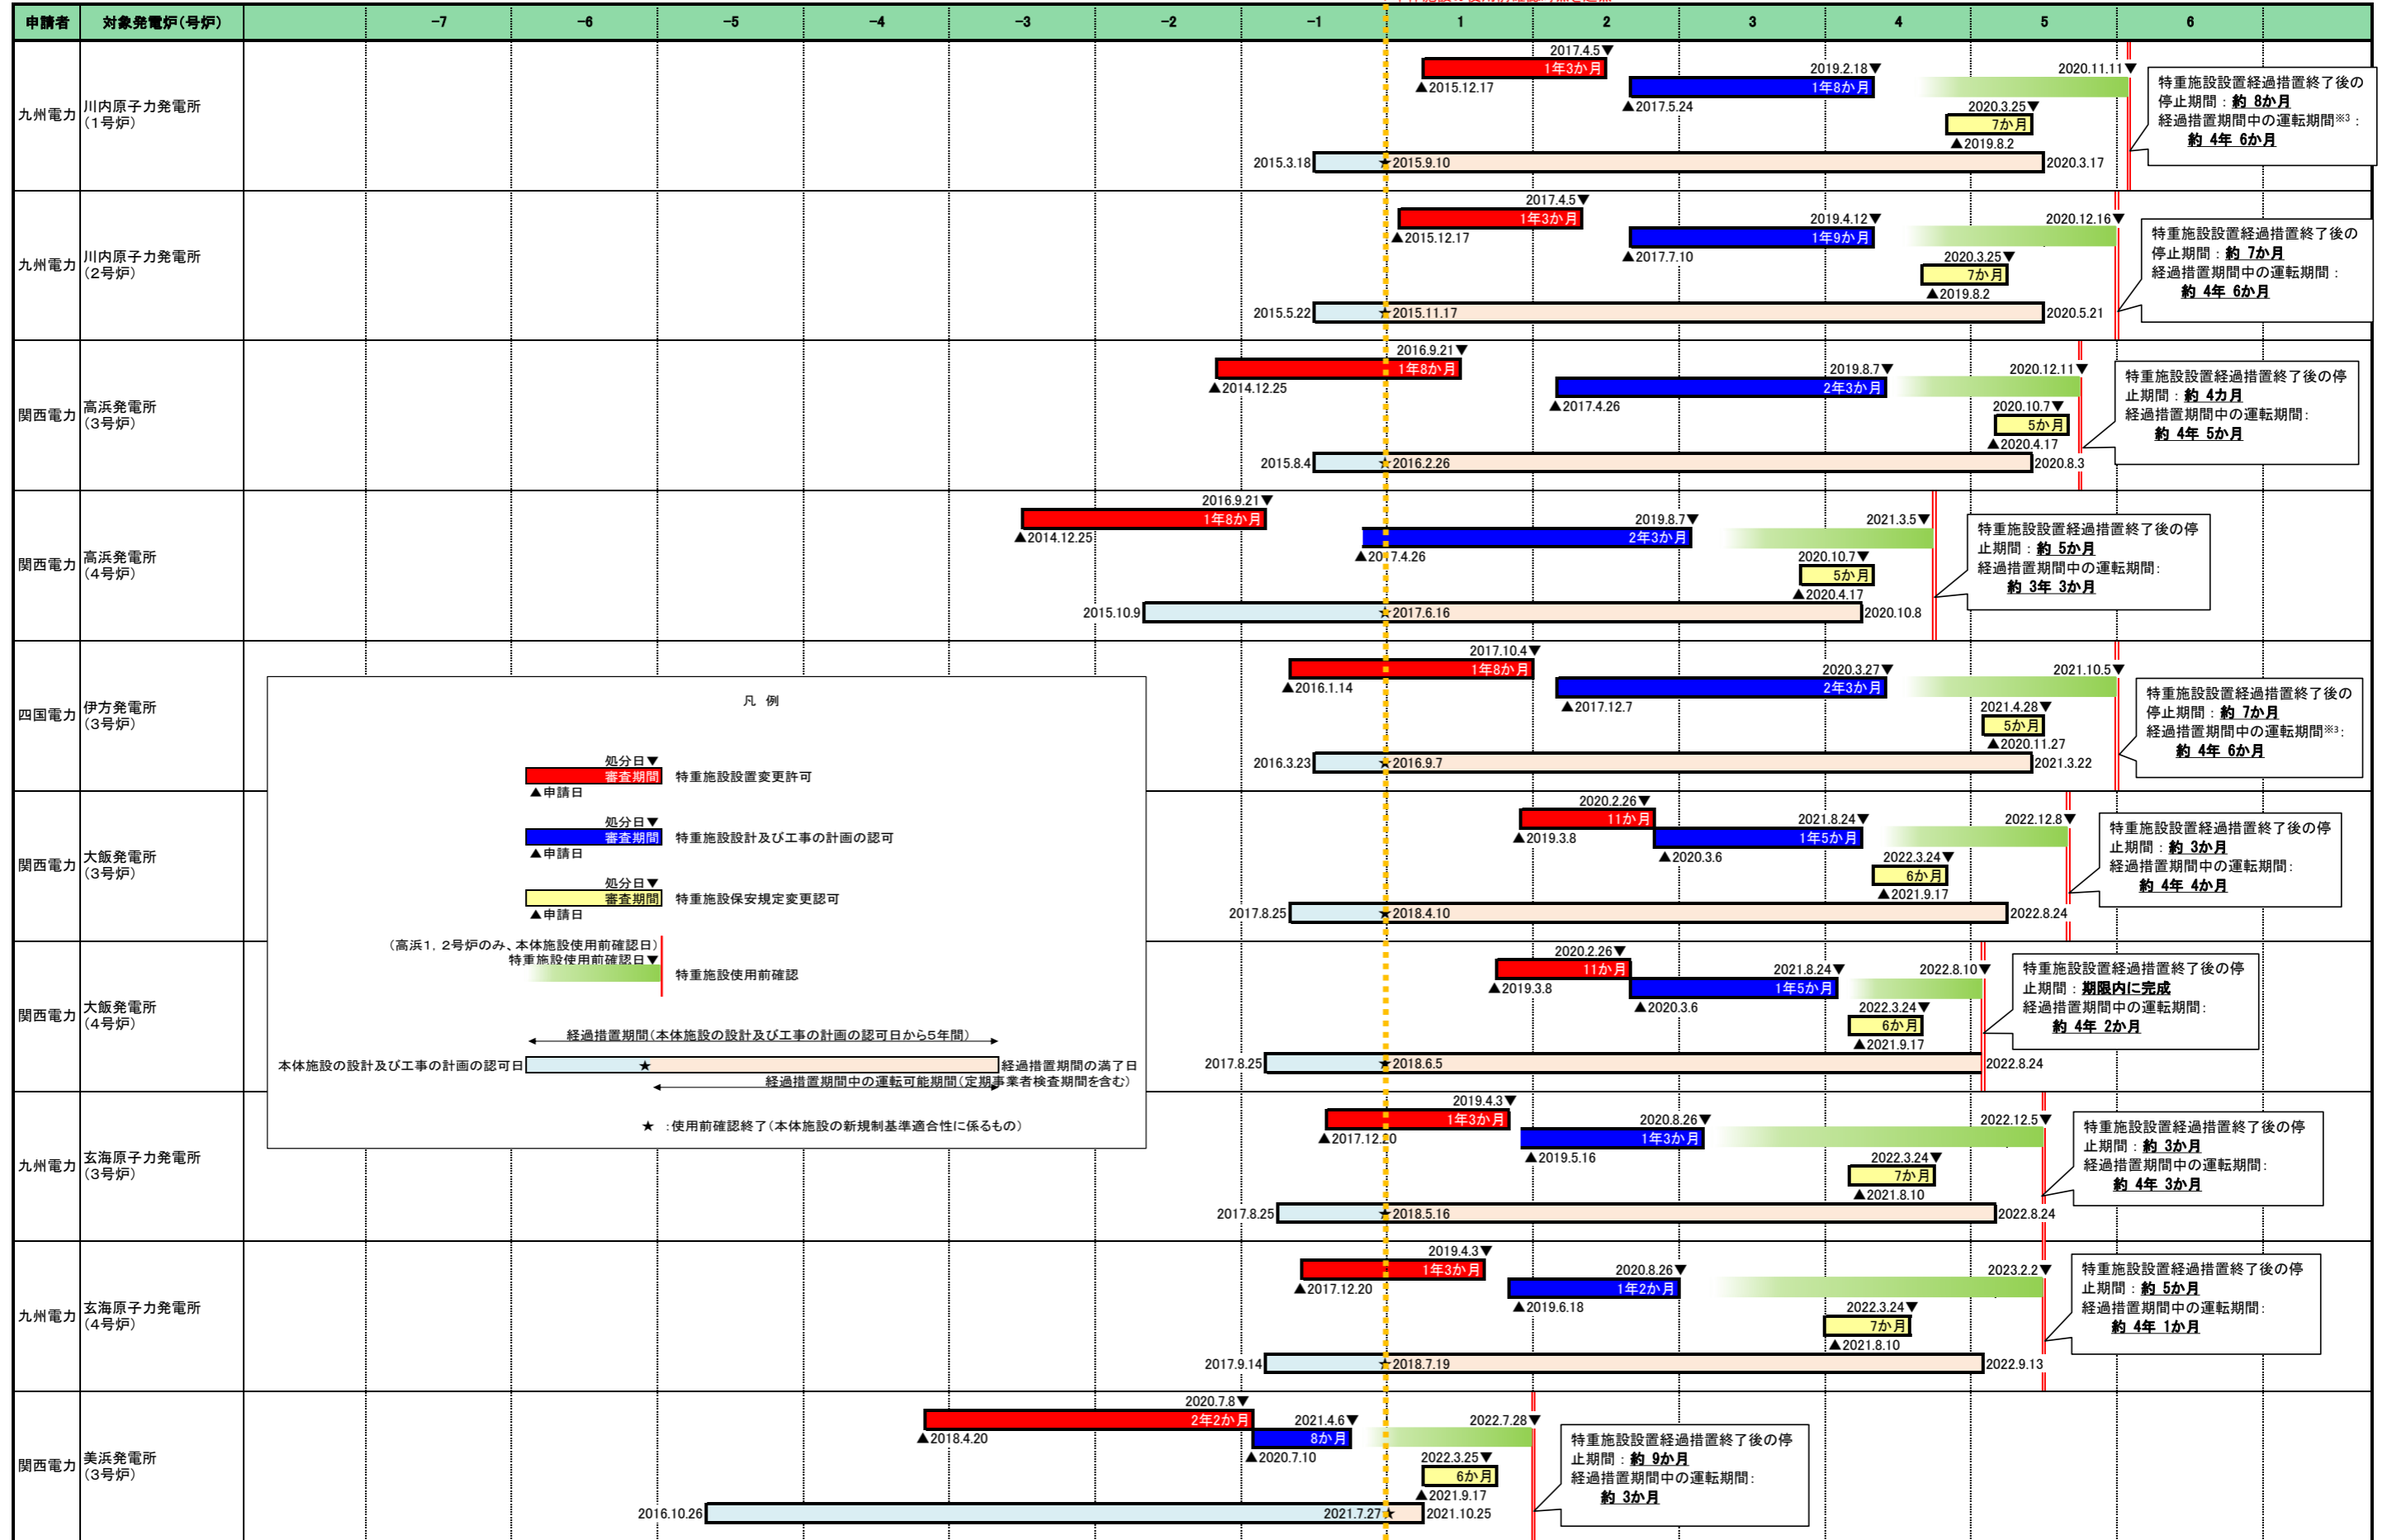 申請者 対象発電炉(号炉) -7 -6 -5 -4 -3 -2 -1 1 2 3 4 5 6
九州電力 川内原子力発電所
(1号炉)
2017.4.5▼
1年3か月
▲2015.12.17
2019.2.18▼
1年8か月
▲2017.5.24
2020.11.11▼
2020.3.25▼
7か月
▲2019.8.2
2015.3.18 ★2015.9.10 2020.3.17
特重施設設置経過措置終了後の
停止期間：約 8か月
経過措置期間中の運転期間※3：
約 4年 6か月
九州電力 川内原子力発電所
(2号炉)
2017.4.5▼
1年3か月
▲2015.12.17
2019.4.12▼
1年9か月
▲2017.7.10
2020.12.16▼
2020.3.25▼
7か月
▲2019.8.2
2015.5.22 ★2015.11.17 2020.5.21
特重施設設置経過措置終了後の
停止期間：約 7か月
経過措置期間中の運転期間：
約 4年 6か月
関西電力 高浜発電所
(3号炉)
2016.9.21▼
1年8か月
▲2014.12.25
2019.8.7▼
2年3か月
▲2017.4.26
2020.12.11▼
2020.10.7▼
5か月
▲2020.4.17
2015.8.4 ★2016.2.26 2020.8.3
特重施設設置経過措置終了後の停
止期間：約 4カ月
経過措置期間中の運転期間：
約 4年 5か月
関西電力 高浜発電所
(4号炉)
2016.9.21▼
1年8か月
▲2014.12.25
2019.8.7▼
2年3か月
▲2017.4.26
2021.3.5▼
2020.10.7▼
5か月
▲2020.4.17
2015.10.9 ★2017.6.16 2020.10.8
特重施設設置経過措置終了後の停
止期間：約 5か月
経過措置期間中の運転期間：
約 3年 3か月
四国電力 伊方発電所
(3号炉)
2017.10.4▼
1年8か月
▲2016.1.14
2020.3.27▼
2年3か月
▲2017.12.7
2021.10.5▼
2021.4.28▼
5か月
▲2020.11.27
2016.3.23 ★2016.9.7 2021.3.22
特重施設設置経過措置終了後の
停止期間：約 7か月
経過措置期間中の運転期間※3：
約 4年 6か月
凡 例
処分日▼
審査期間 特重施設設置変更許可
▲申請日
処分日▼
審査期間 特重施設設計及び工事の計画の認可
▲申請日
処分日▼
審査期間 特重施設保安規定変更認可
▲申請日
(高浜1，2号炉のみ、本体施設使用前確認日)
特重施設使用前確認日▼
特重施設使用前確認
経過措置期間(本体施設の設計及び工事の計画の認可日から5年間)
本体施設の設計及び工事の計画の認可日 ★ 経過措置期間の満了日
経過措置期間中の運転可能期間(定期事業者検査期間を含む)
★ ：使用前確認終了(本体施設の新規制基準適合性に係るもの)
関西電力 大飯発電所
(3号炉)
2020.2.26▼
11か月
▲2019.3.8
2021.8.24▼
1年5か月
▲2020.3.6
2022.12.8▼
2022.3.24▼
6か月
▲2021.9.17
2017.8.25 ★2018.4.10 2022.8.24
特重施設設置経過措置終了後の停
止期間：約 3か月
経過措置期間中の運転期間：
約 4年 4か月
関西電力 大飯発電所
(4号炉)
2020.2.26▼
11か月
▲2019.3.8
2021.8.24▼
1年5か月
▲2020.3.6
2022.8.10▼
2022.3.24▼
6か月
▲2021.9.17
2017.8.25 ★2018.6.5 2022.8.24
特重施設設置経過措置終了後の停
止期間：期限内に完成
経過措置期間中の運転期間：
約 4年 2か月
九州電力 玄海原子力発電所
(3号炉)
2019.4.3▼
1年3か月
▲2017.12.20
2020.8.26▼
1年3か月
▲2019.5.16
2022.12.5▼
2022.3.24▼
7か月
▲2021.8.10
2017.8.25 ★2018.5.16 2022.8.24
特重施設設置経過措置終了後の停
止期間：約 3か月
経過措置期間中の運転期間：
約 4年 3か月
九州電力 玄海原子力発電所
(4号炉)
2019.4.3▼
1年3か月
▲2017.12.20
2020.8.26▼
1年2か月
▲2019.6.18
2023.2.2▼
2022.3.24▼
7か月
▲2021.8.10
2017.9.14 ★2018.7.19 2022.9.13
特重施設設置経過措置終了後の停
止期間：約 5か月
経過措置期間中の運転期間：
約 4年 1か月
関西電力 美浜発電所
(3号炉)
2020.7.8▼
2年2か月
▲2018.4.20
2021.4.6▼
8か月
▲2020.7.10
2022.7.28▼
2022.3.25▼
6か月
▲2021.9.17
2016.10.26 2021.7.27★ 2021.10.25
特重施設設置経過措置終了後の停
止期間：約 9か月
経過措置期間中の運転期間：
約 3か月